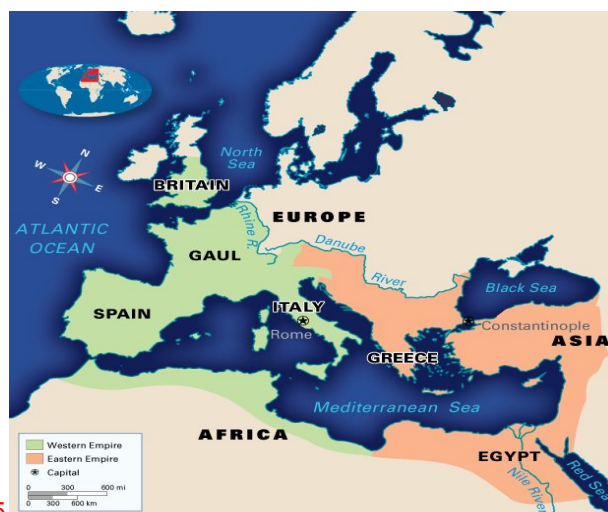 N
W
E
S
North
Sea
BRITAIN
ATLANTIC
OCEAN
EUROPE
Rhine R.
GAUL
Danube
River
SPAIN
ITALY
Rome
Black Sea
Constantinople
ASIA
GREECE
Mediterranean Sea
AFRICA
EGYPT
Nile River
Red Sea
Western Empire
Eastern Empire
Capital
0 300 600 mi
0 300 600 km
5